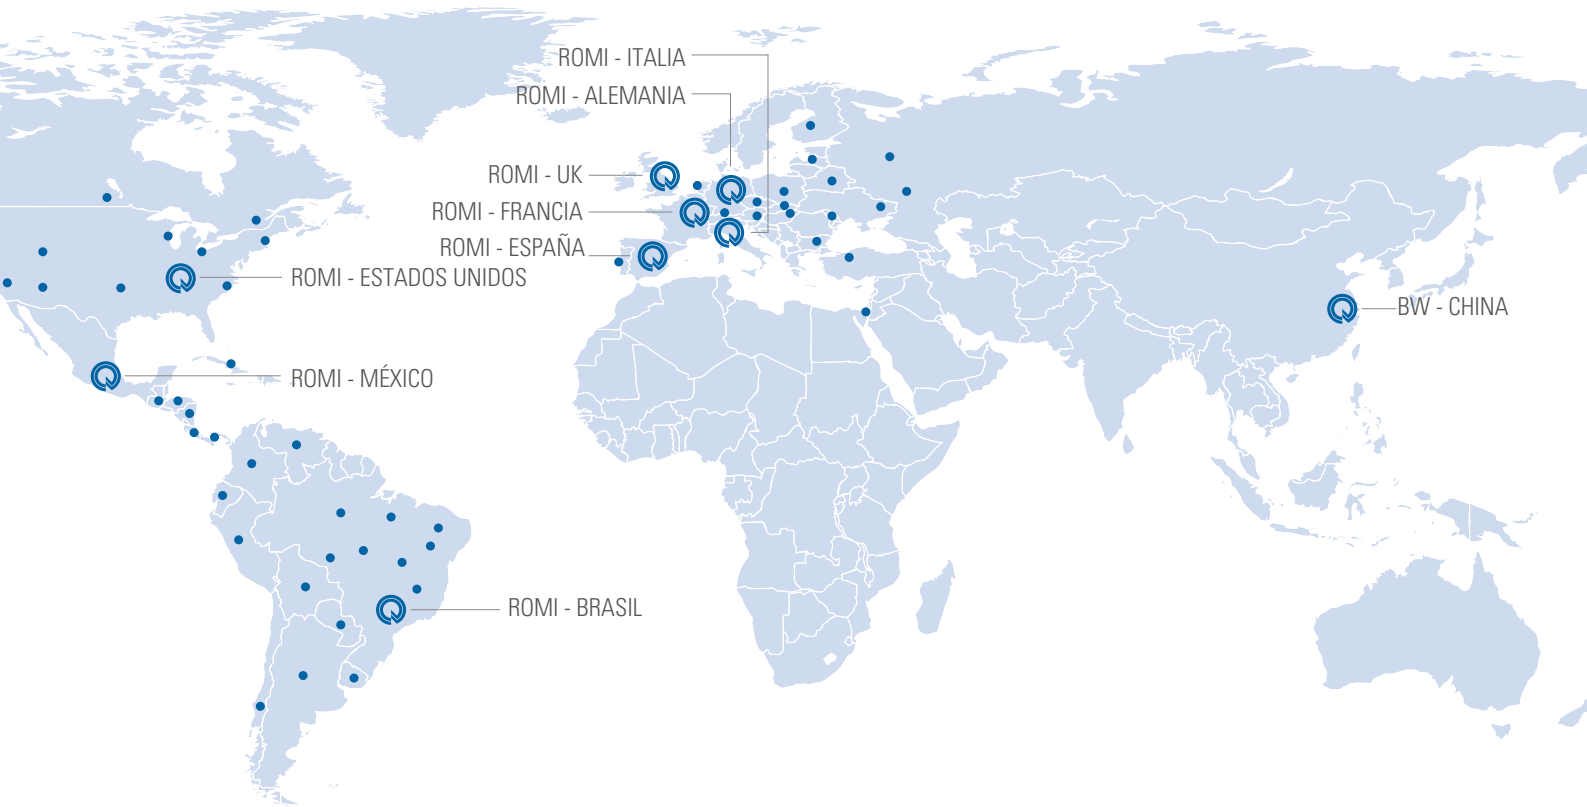 ROMI - ITALIA
ROMI - ALEMANIA
ROMI - UK
ROMI - FRANCIA
ROMI - ESPAÑA
ROMI - ESTADOS UNIDOS
BW - CHINA
ROMI - MÉXICO
ROMI - BRASIL